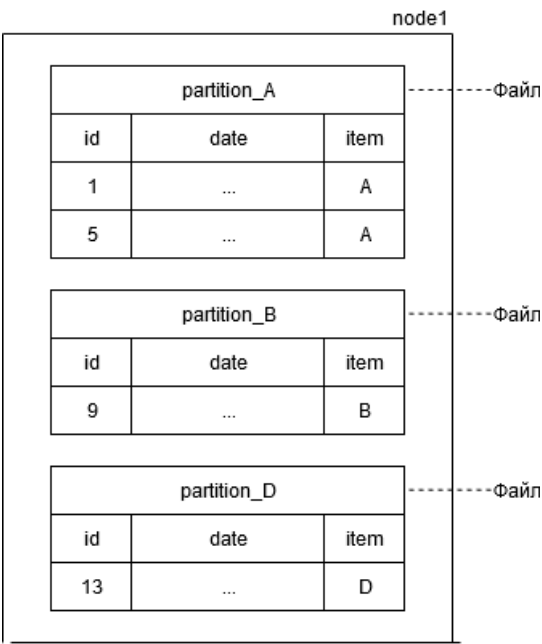 node1
partition_A
Файл
id date item
1 ... A
5 ... A
partition_B
Файл
id date item
9 ... B
partition_D
Файл
id date item
13 ... D